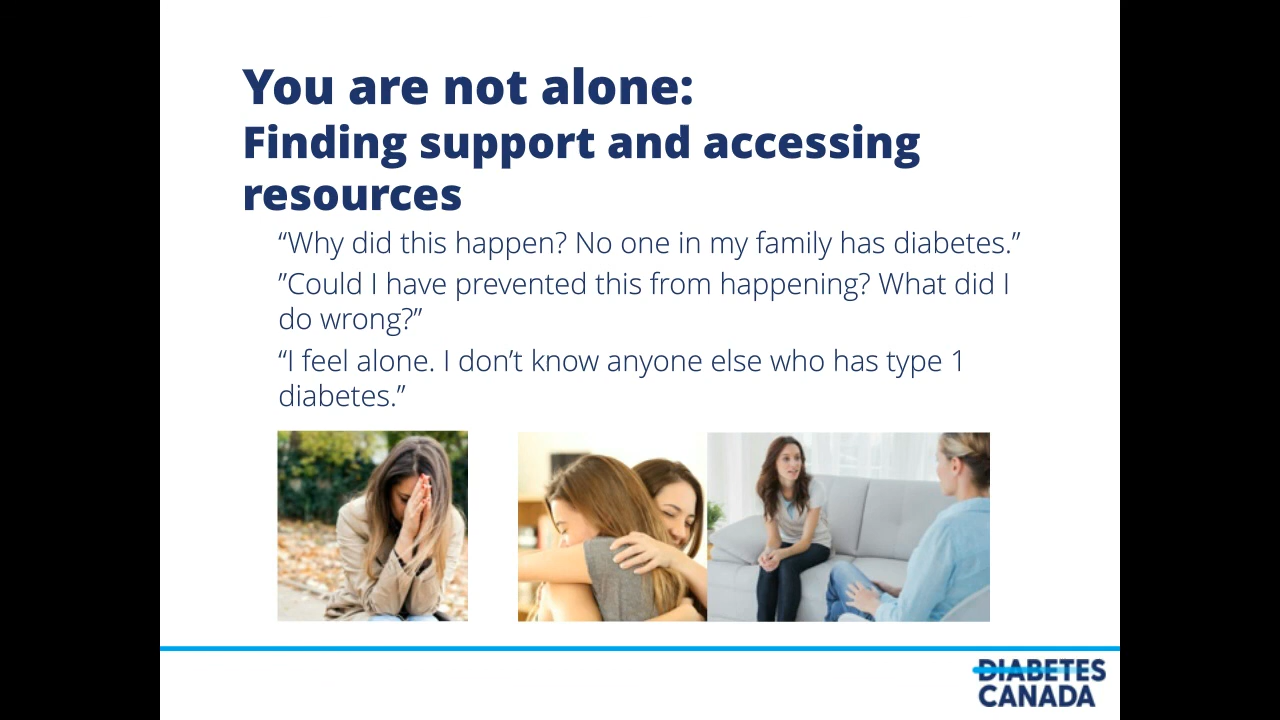 You are not alone:
Finding support and accessing
resources
“Why did this happen? No one in my family has diabetes.”
”Could I have prevented this from happening? What did I
do wrong?”
“I feel alone. I don’t know anyone else who has type 1
diabetes.”
DIABETES
CANADA